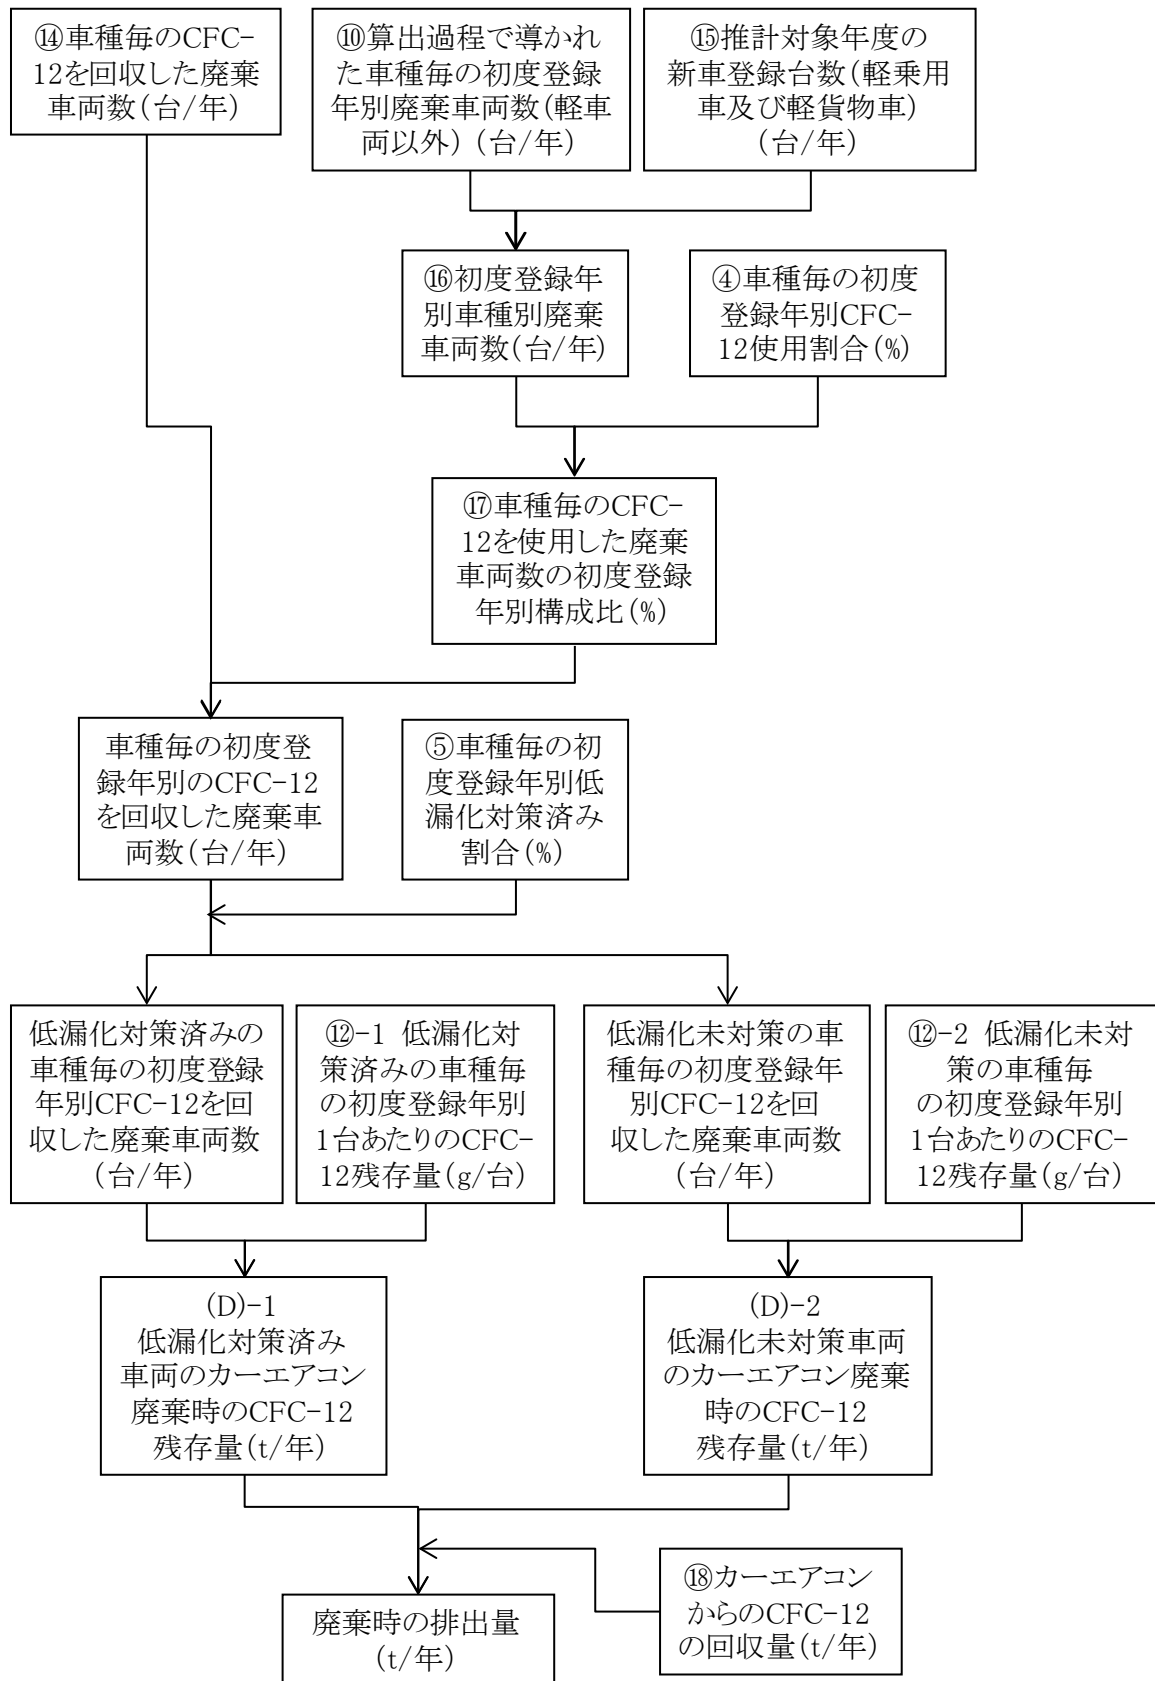 ⑭車種毎のCFC-
12を回収した廃棄
車両数(台/年)
⑩算出過程で導かれ
た車種毎の初度登録
年別廃棄車両数(軽車
両以外) (台/年)
⑮推計対象年度の
新車登録台数(軽乗用
車及び軽貨物車)
(台/年)
⑯初度登録年
別車種別廃棄
車両数(台/年)
④車種毎の初度
登録年別CFC-
12使用割合(%)
⑰車種毎のCFC-
12を使用した廃棄
車両数の初度登録
年別構成比(%)
車種毎の初度登
録年別のCFC-12
を回収した廃棄車
両数(台/年)
⑤車種毎の初
度登録年別低
漏化対策済み
割合(%)
低漏化対策済みの
車種毎の初度登録
年別CFC-12を回
収した廃棄車両数
(台/年)
⑫-1 低漏化対
策済みの車種毎
の初度登録年別
1台あたりのCFC-
12残存量(g/台)
低漏化未対策の車
種毎の初度登録年
別CFC-12を回
収した廃棄車両数
(台/年)
⑫-2 低漏化未対
策の車種毎
の初度登録年別
1台あたりのCFC-
12残存量(g/台)
(D)-1
低漏化対策済み
車両のカーエアコン
廃棄時のCFC-12
残存量(t/年)
(D)-2
低漏化未対策車両
のカーエアコン廃棄
時のCFC-12
残存量(t/年)
⑱カーエアコン
からのCFC-12
の回収量(t/年)
廃棄時の排出量
(t/年)